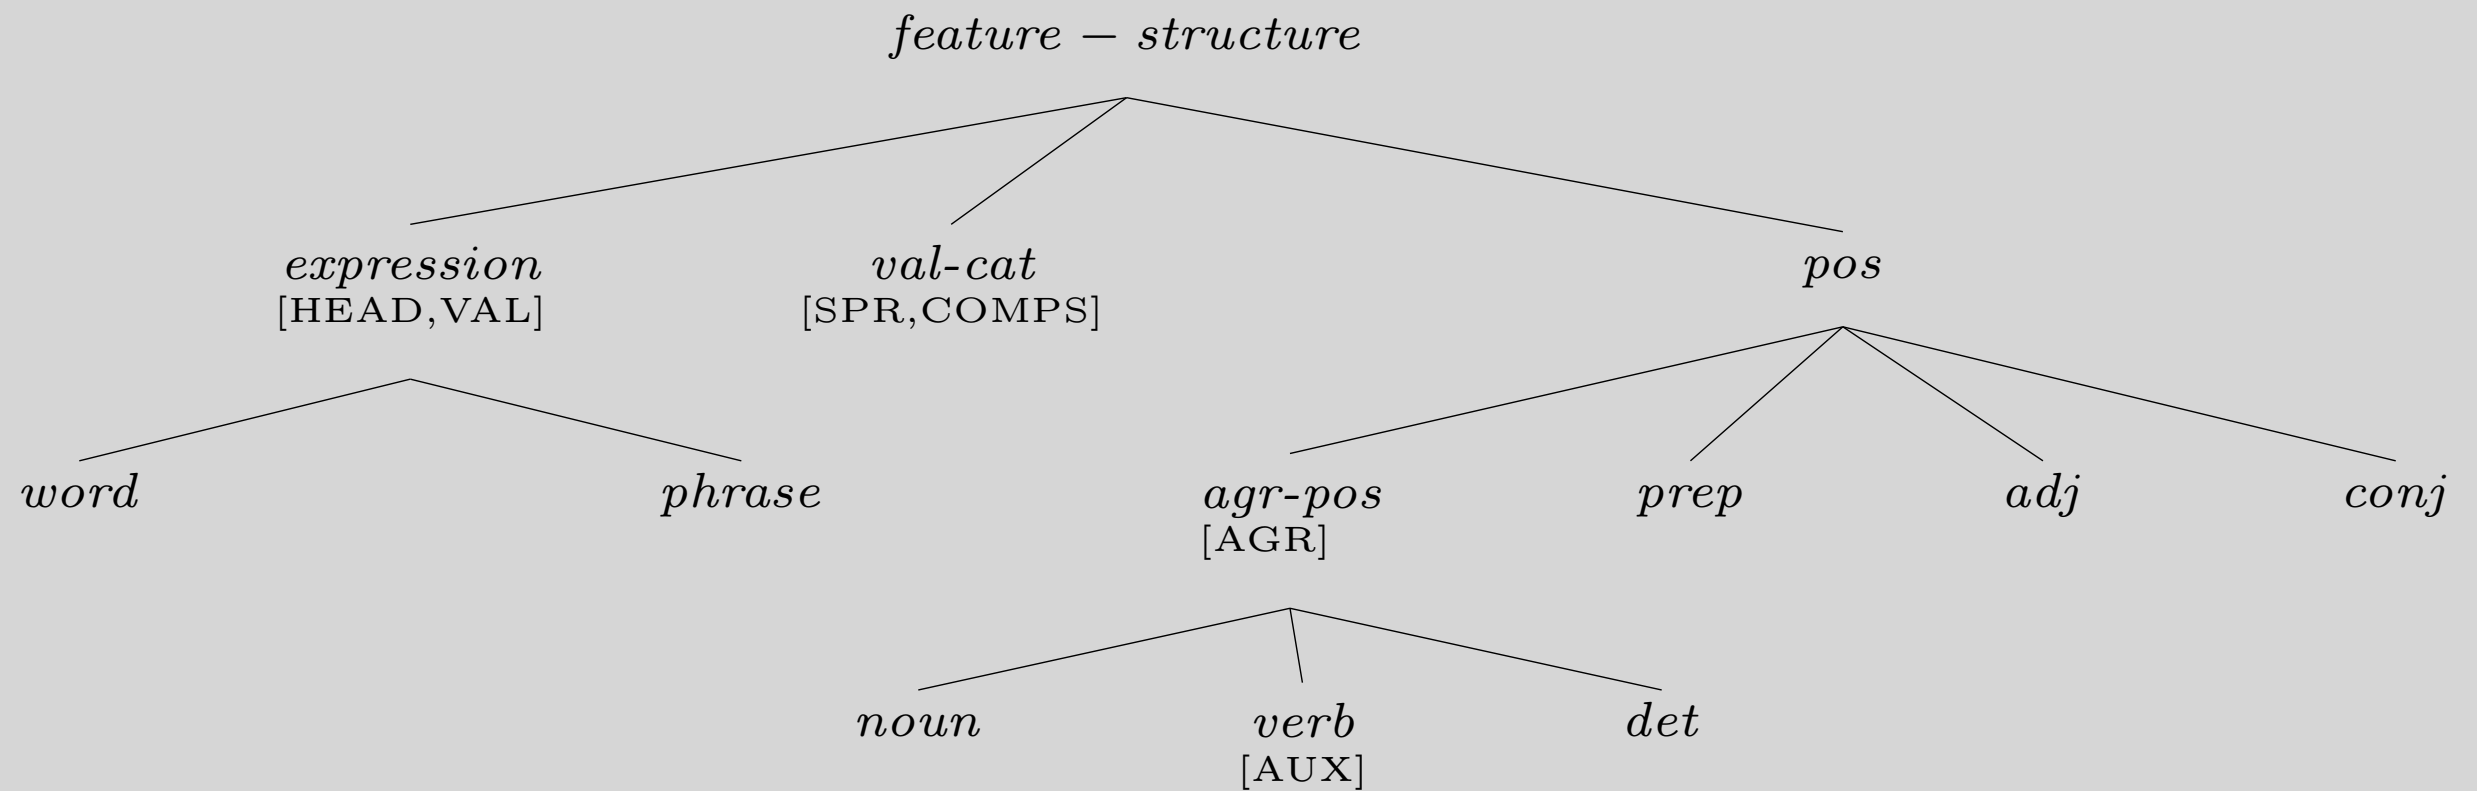 feature − structure
expression val-cat pos
[HEAD,VAL] [SPR,COMPS]
word phrase agr-pos prep adj conj
[AGR]
noun verb det
[AUX]